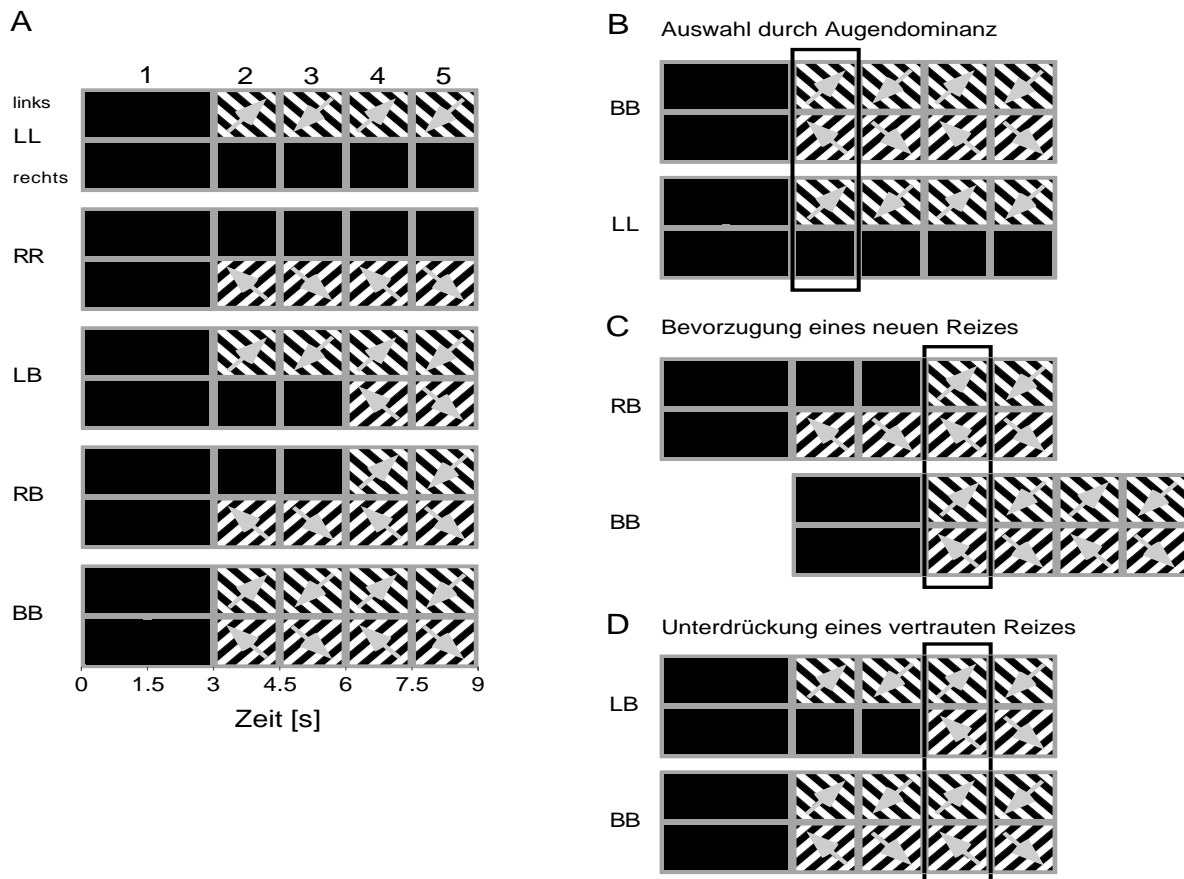 A
1 2 3 4 5
links
LL
rechts
RR
LB
RB
BB
0 1.5 3 4.5 6 7.5 9
Zeit [s]
B Auswahl durch Augendominanz
BB
LL
C Bevorzugung eines neuen Reizes
RB
BB
D Unterdrückung eines vertrauten Reizes
LB
BB